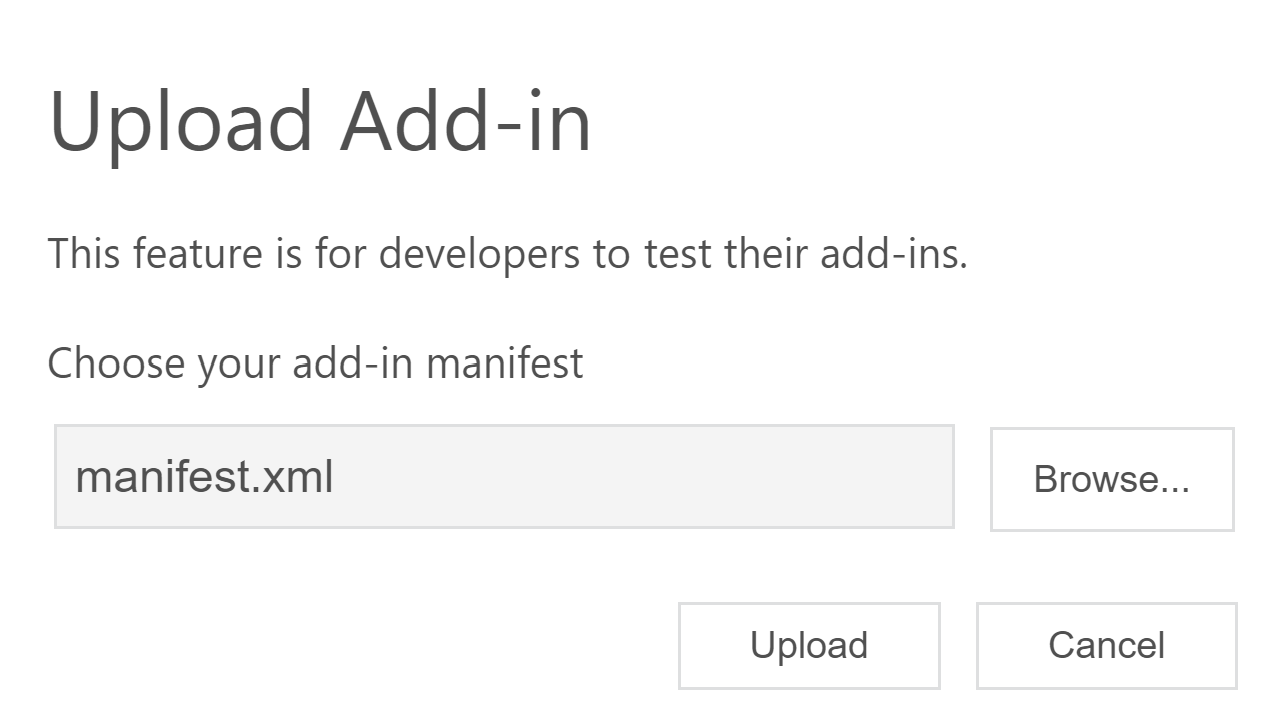 Upload Add-in
This feature is for developers to test their add-ins.
Choose your add-in manifest
manifest.xml
Browse...
Upload
Cancel